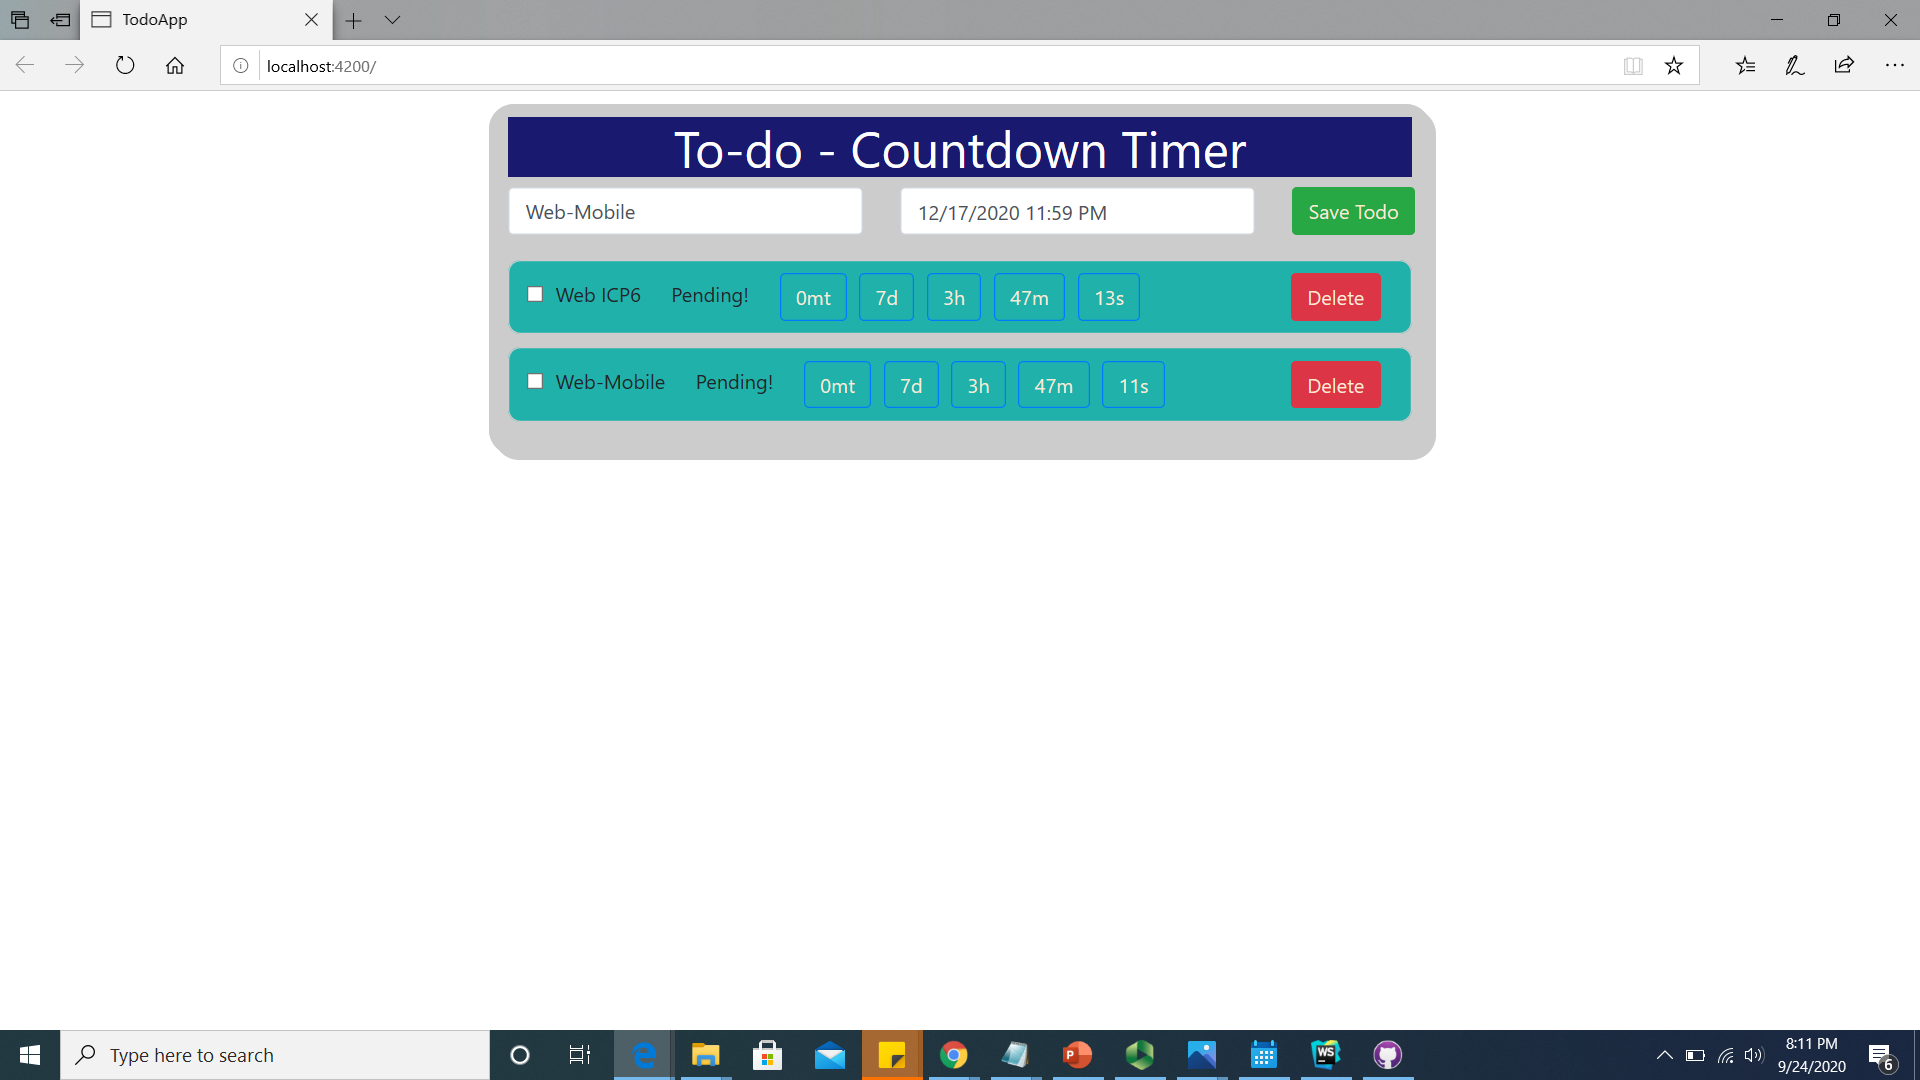 TodoApp
localhost:4200/
To-do - Countdown Timer
Web-Mobile 12/17/2020 11:59 PM Save Todo
Web ICP6 Pending! 0mt 7d 3h 47m 13s Delete
Web-Mobile Pending! 0mt 7d 3h 47m 11s Delete
Type here to search
P
WS
8:11 PM
9/24/2020
6